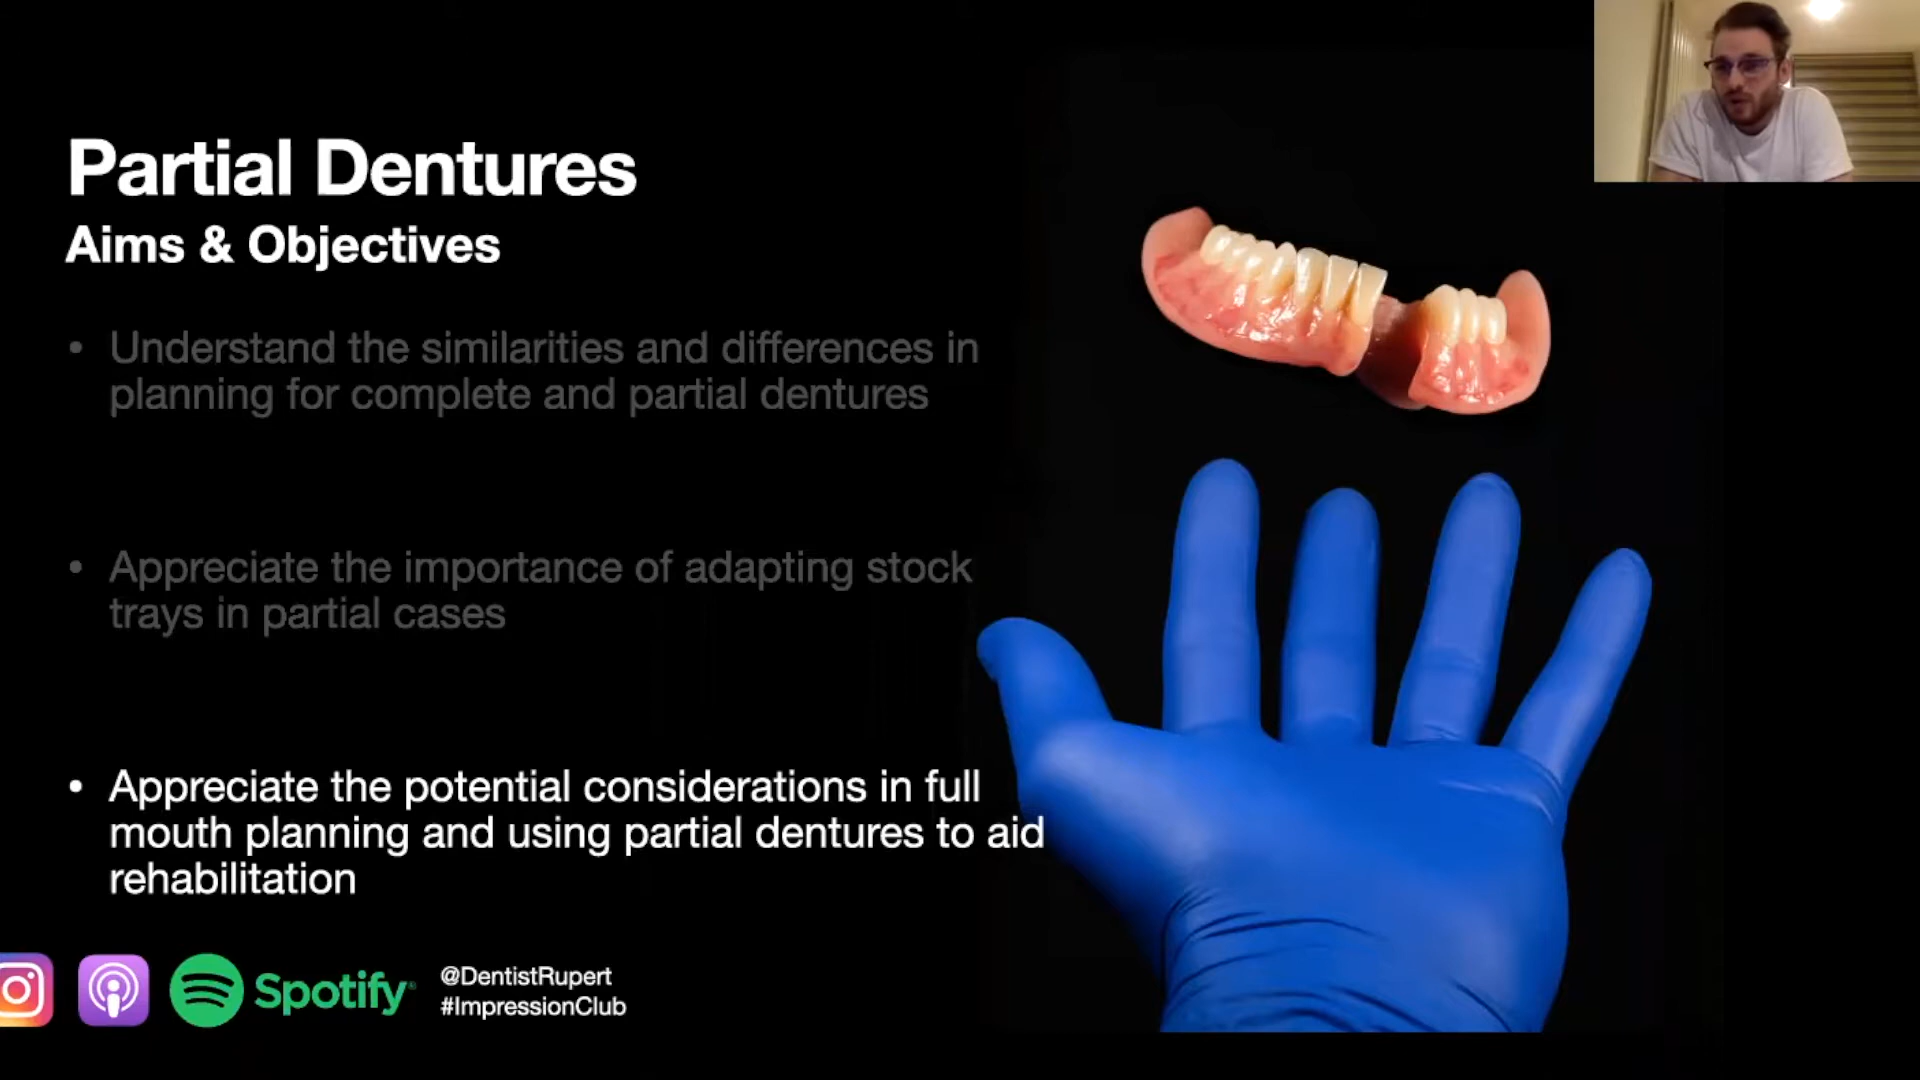 Partial Dentures
Aims & Objectives
• Understand the similarities and differences in
planning for complete and partial dentures
• Appreciate the importance of adapting stock
trays in partial cases
• Appreciate the potential considerations in full
mouth planning and using partial dentures to aid
rehabilitation
Spotify®
@DentistRupert
#ImpressionClub